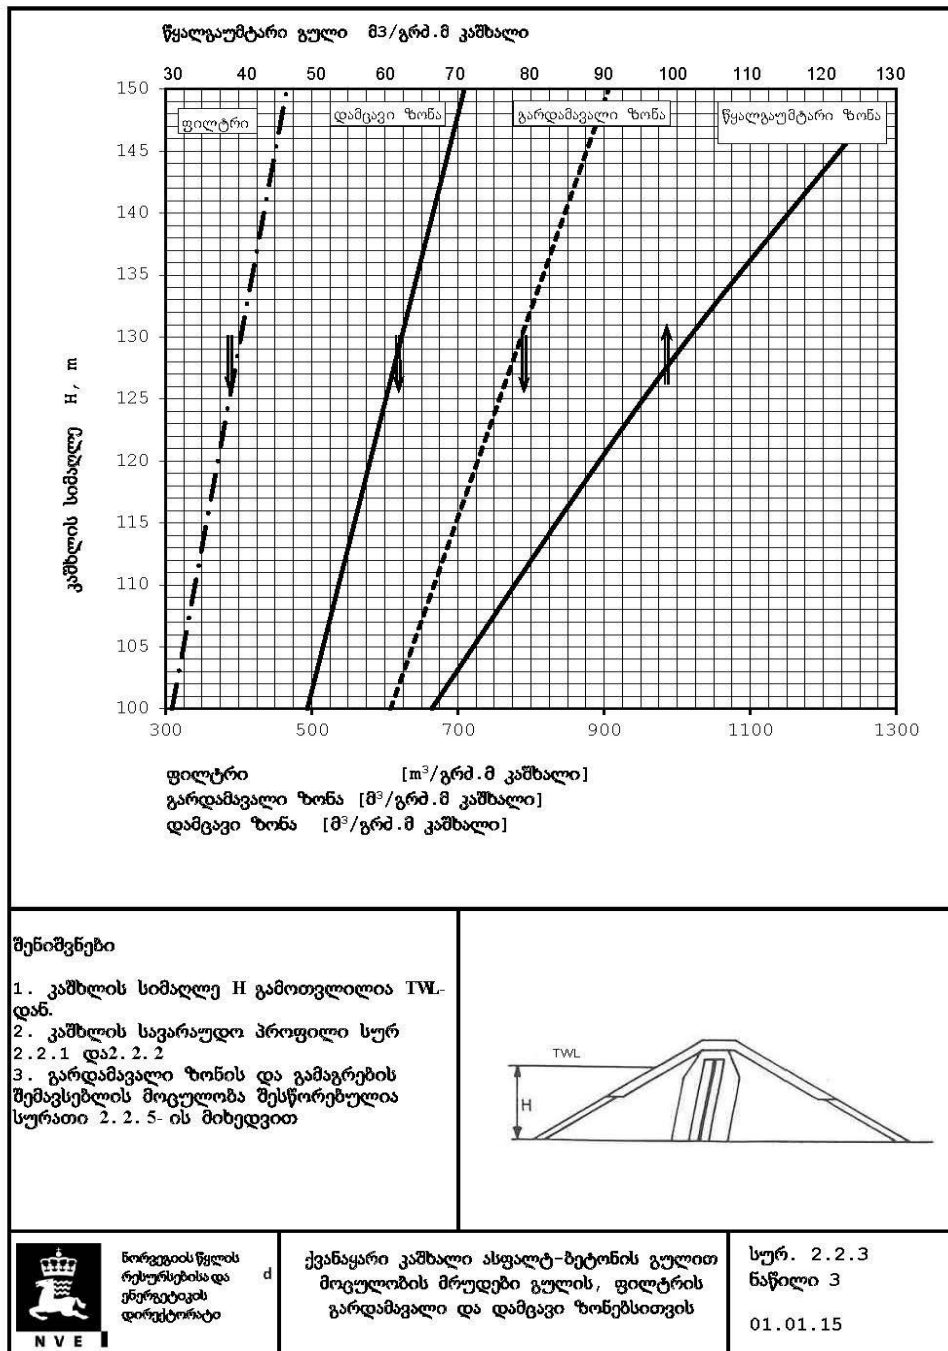 წყალგაუმტარი გული მ3/გრძ.მ კაშხალი
30 40 50 60 70 80 90 100 110 120 130
150
ფილტრი
დამცავი ზონა
გარდამავალი ზონა
წყალგაუმტარი ზონა
145
140
135
130
125
120
115
110
105
100
კაშხლის სიმაღლე H, m
300 500 700 900 1100 1300
ფილტრი [m³/გრძ.მ კაშხალი]
გარდამავალი ზონა [მ³/გრძ.მ კაშხალი]
დამცავი ზონა [მ³/გრძ.მ კაშხალი]
შენიშვნები
1. კაშხლის სიმაღლე H გამოთვლილია TWL-
დან.
2. კაშხლის სავარაუდო პროფილი სურ
2.2.1 და2.2.2
3. გარდამავალი ზონის და გამაგრების
შემავსებლის მოცულობა შესწორებულია
სურათი 2.2.5- ის მიხედვით
TWL
H
NVE
ნორვეგიის წყლის
რესურსებისა და d
ენერგეტიკის
დირექტორატი
ქვანაყარი კაშხალი ასფალტ-ბეტონის გულით
მოცულობის მრუდები გულის, ფილტრის
გარდამავალი და დამცავი ზონებსითვის
სურ. 2.2.3
ნაწილი 3
01.01.15